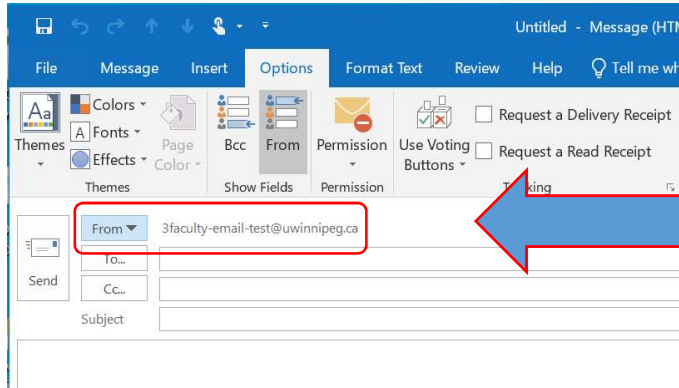 Untitled - Message (HTM
File Message Insert Options Format Text Review Help Tell me wh
Aa Colors
A Fonts
Effects
Themes
Page Color
Themes
Bcc From
Show Fields
Permission
Permission
Use Voting Buttons
Request a Delivery Receipt
Request a Read Receipt
king
From 3faculty-email-test@uwinnipeg.ca
To...
Send
Cc...
Subject